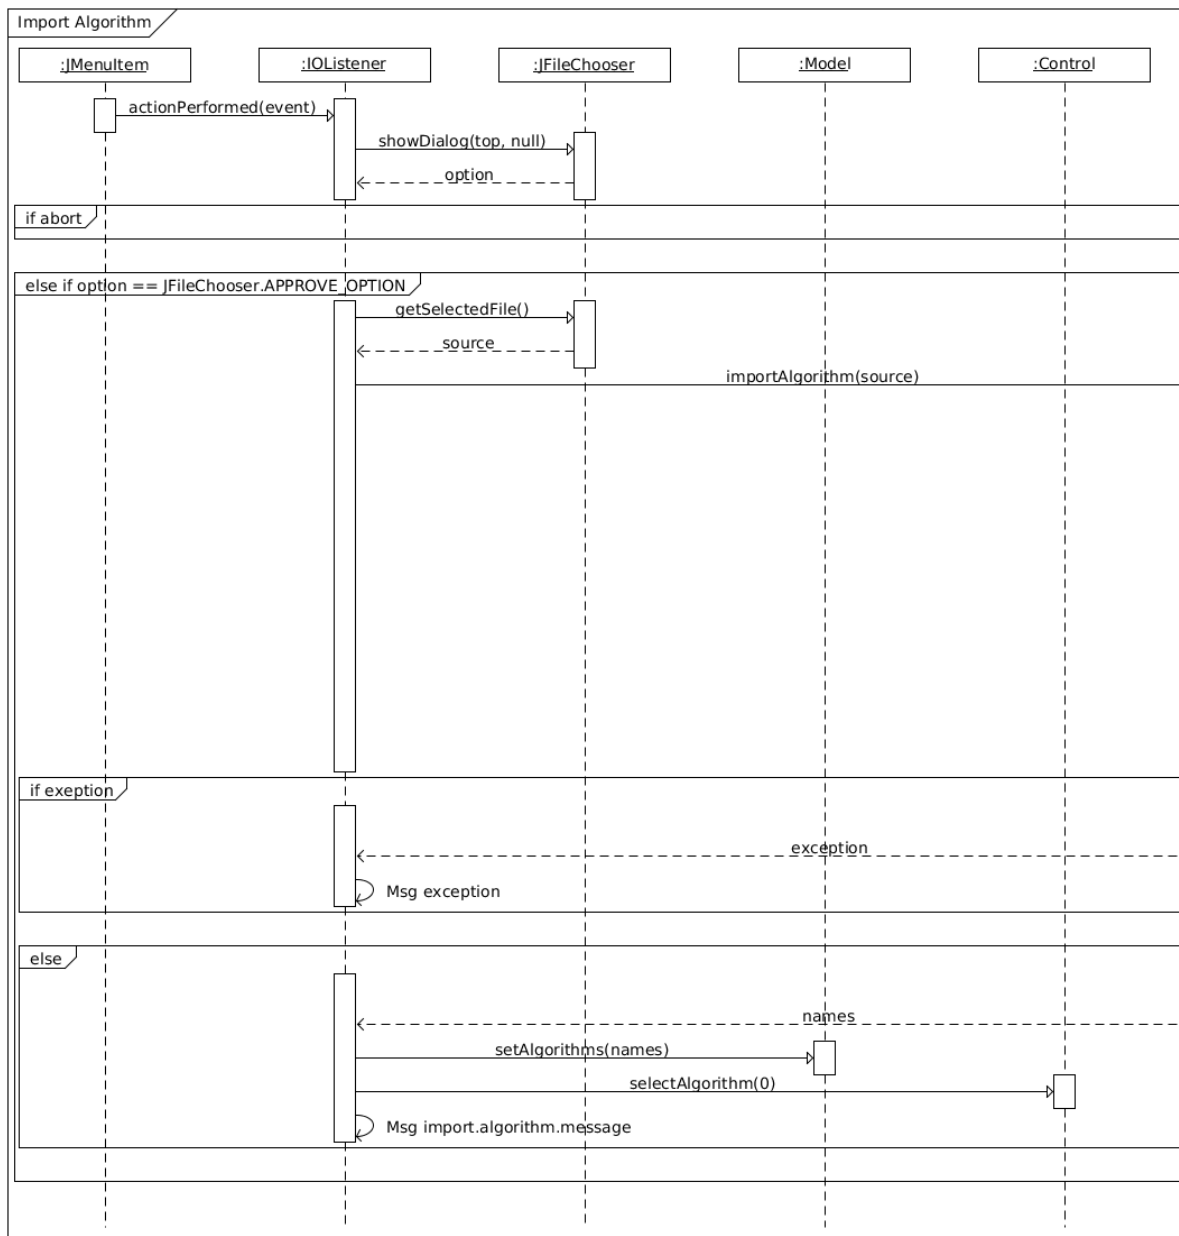 Import Algorithm
:JMenuItem
:IOListener
:JFileChooser
:Model
:Control
actionPerformed(event)
showDialog(top, null)
option
if abort
else if option == JFileChooser.APPROVE_OPTION
getSelectedFile()
source
importAlgorithm(source)
if exeption
exception
Msg exception
else
names
setAlgorithms(names)
selectAlgorithm(0)
Msg import.algorithm.message